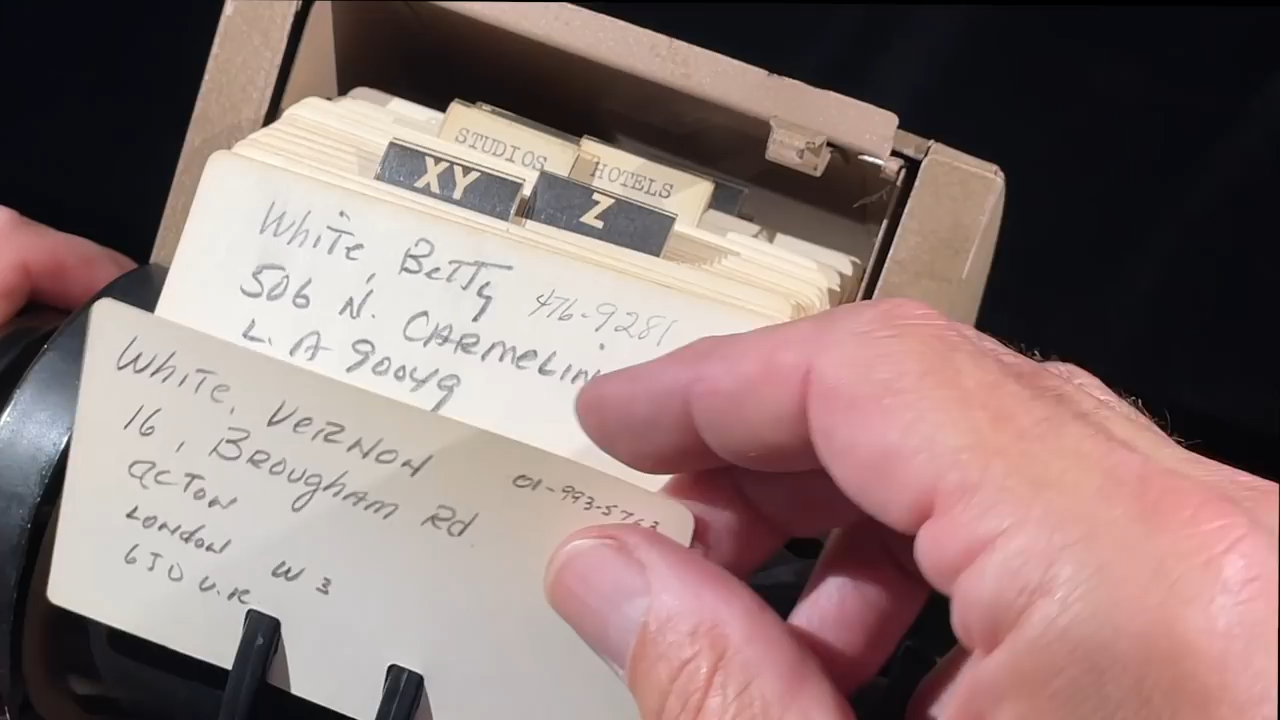 STUDIOS
HOTELS
XY
Z
White, Betty
476-9281
506 N. CARMELIN
L.A 90049
White, VERNON
16, Brougham Rd
ACTON
01-993-5763
LONDON W3
6JD U.K